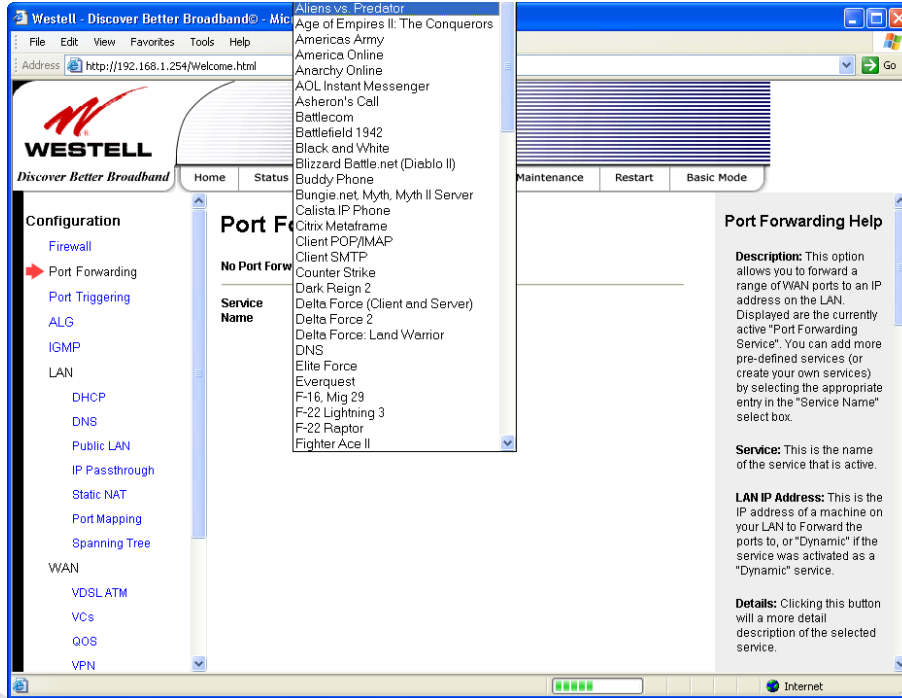 Westell - Discover Better Broadband© - Mic
File Edit View Favorites Tools Help
Address http://192.168.1.254/Welcome.html Go
WESTELL
Discover Better Broadband
Home Status Maintenance Restart Basic Mode
Configuration
Firewall
Port Forwarding
Port Triggering
ALG
IGMP
LAN
DHCP
DNS
Public LAN
IP Passthrough
Static NAT
Port Mapping
Spanning Tree
WAN
VDSL ATM
VCs
QOS
VPN
Port Fo
No Port Forw
Service
Name
Aliens vs. Predator
Age of Empires II: The Conquerors
Americas Army
America Online
Anarchy Online
AOL Instant Messenger
Asheron's Call
Battlecom
Battlefield 1942
Black and White
Blizzard Battle.net (Diablo II)
Buddy Phone
Bungie.net, Myth, Myth II Server
Calista IP Phone
Citrix Metaframe
Client POP/IMAP
Client SMTP
Counter Strike
Dark Reign 2
Delta Force (Client and Server)
Delta Force 2
Delta Force: Land Warrior
DNS
Elite Force
Everquest
F-16, Mig 29
F-22 Lightning 3
F-22 Raptor
Fighter Ace II
Port Forwarding Help
Description: This option
allows you to forward a
range of WAN ports to an IP
address on the LAN.
Displayed are the currently
active "Port Forwarding
Service". You can add more
pre-defined services (or
create your own services)
by selecting the appropriate
entry in the "Service Name"
select box.
Service: This is the name
of the service that is active.
LAN IP Address: This is the
IP address of a machine on
your LAN to Forward the
ports to, or "Dynamic" if the
service was activated as a
"Dynamic" service.
Details: Clicking this button
will a more detail
description of the selected
service.
Internet